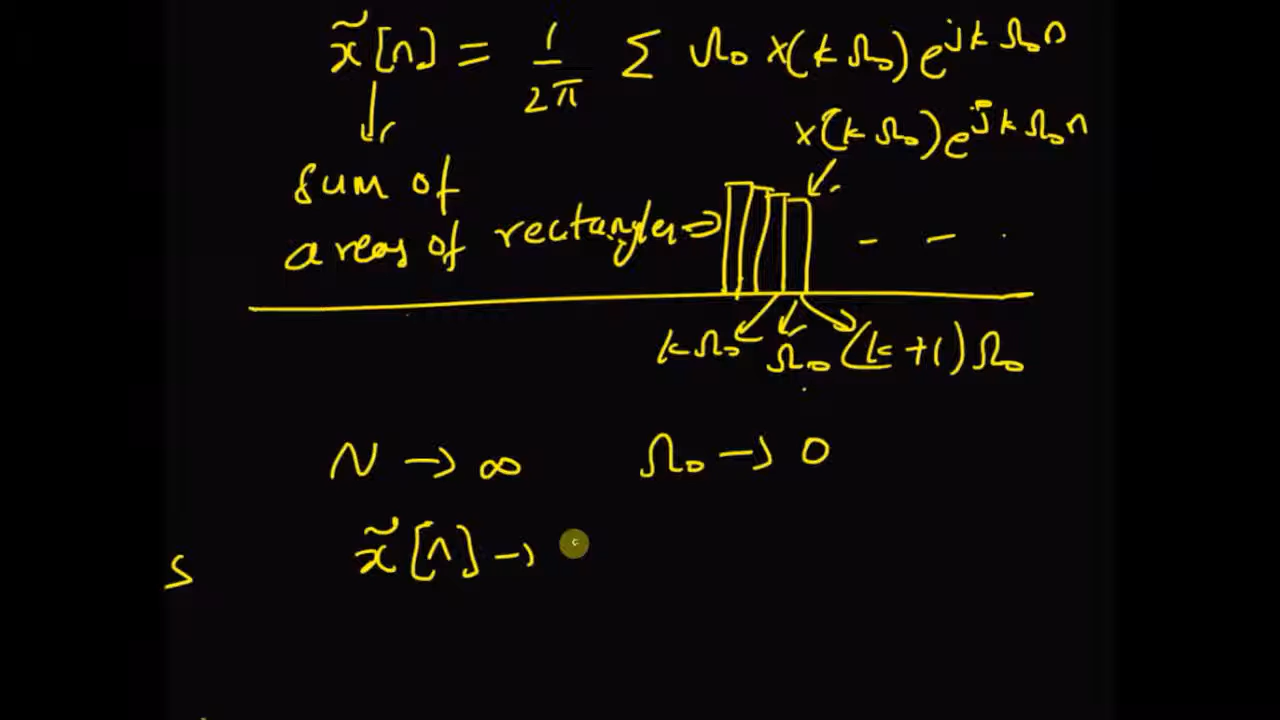 x̃[n] = 1/2π Σ Ω₀ X(kΩ₀) e^{jkΩ₀n}
X(kΩ₀) e^{jkΩ₀n}
sum of
areas of rectangles ⇒ - - .
kΩ₀ Ω₀ (k+1)Ω₀
N → ∞ Ω₀ → 0
x̃[n] →
s